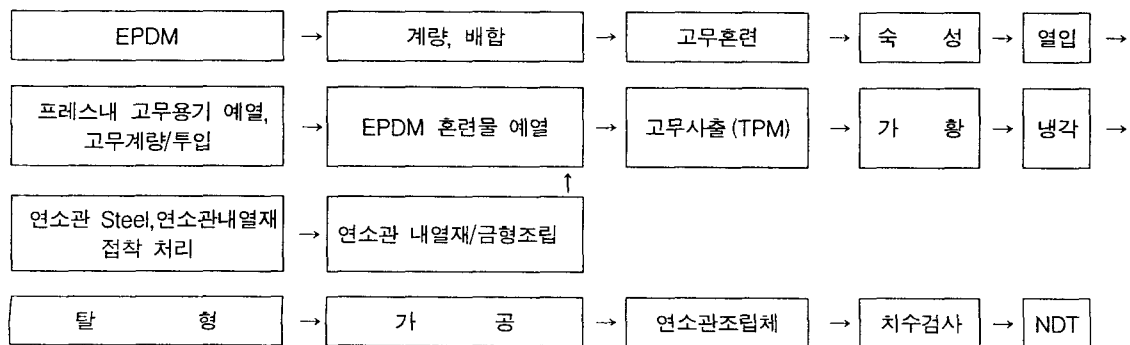 EPDM → 계량, 배합 → 고무혼련 → 숙 성 → 열입 →
프레스내 고무용기 예열,
고무계량/투입 → EPDM 혼련물 예열 → 고무사출(TPM) → 가 황 → 냉각 →
↑
연소관 Steel,연소관내열재
접착 처리 → 연소관 내열재/금형조립
탈 형 → 가 공 → 연소관조립체 → 치수검사 → NDT